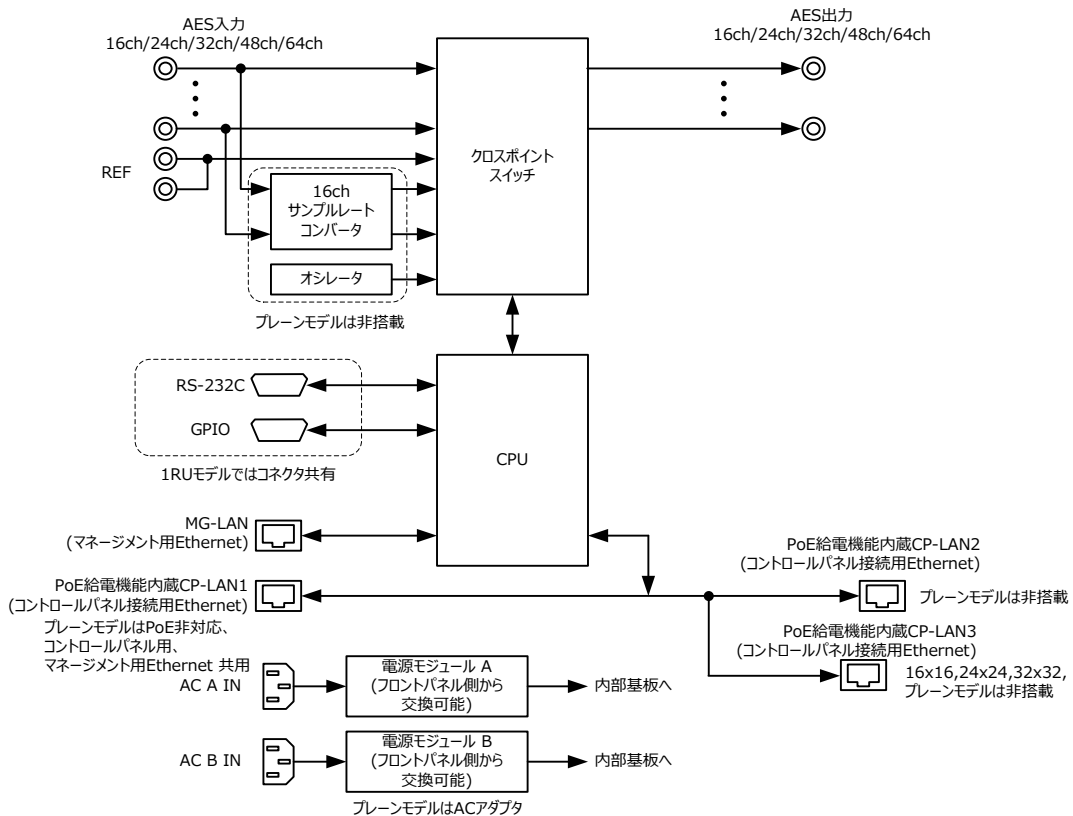 AES入力
16ch/24ch/32ch/48ch/64ch
AES出力
16ch/24ch/32ch/48ch/64ch
REF
クロスポイント
スイッチ
16ch
サンプルレート
コンバータ
オシレータ
プレーンモデルは非搭載
RS-232C
GPIO
1RUモデルではコネクタ共有
CPU
MG-LAN
(マネージメント用Ethernet)
PoE給電機能内蔵CP-LAN1
(コントロールパネル接続用Ethernet)
プレーンモデルはPoE非対応、
コントロールパネル用、
マネージメント用Ethernet 共用
PoE給電機能内蔵CP-LAN2
(コントロールパネル接続用Ethernet)
プレーンモデルは非搭載
PoE給電機能内蔵CP-LAN3
(コントロールパネル接続用Ethernet)
16x16,24x24,32x32,
プレーンモデルは非搭載
AC A IN
電源モジュール A
(フロントパネル側から
交換可能)
内部基板へ
AC B IN
電源モジュール B
(フロントパネル側から
交換可能)
内部基板へ
プレーンモデルはACアダプタ